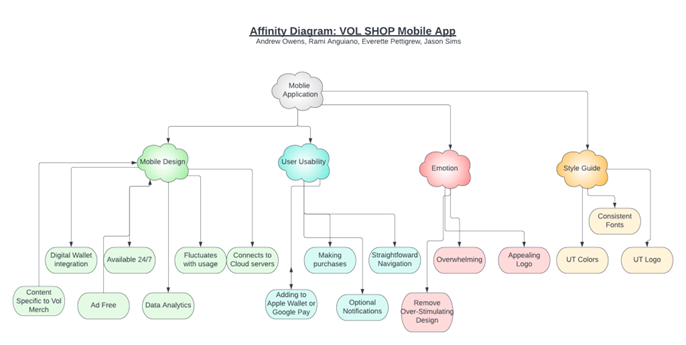 Affinity Diagram: VOL SHOP Mobile App
Andrew Owens, Rami Anguiano, Everette Pettigrew, Jason Sims
Moblie
Application
Mobile Design
User Usability
Emotion
Style Guide
Consistent
Fonts
Digital Wallet
integration
Available 24/7
Fluctuates
with usage
Connects to
Cloud servers
Making
purchases
Straightfoward
Navigation
Overwhelming
Appealing
Logo
UT Colors
UT Logo
Content
Specific to Vol
Merch
Ad Free
Data Analytics
Adding to
Apple Wallet or
Google Pay
Optional
Notifications
Remove
Over-Stimulating
Design